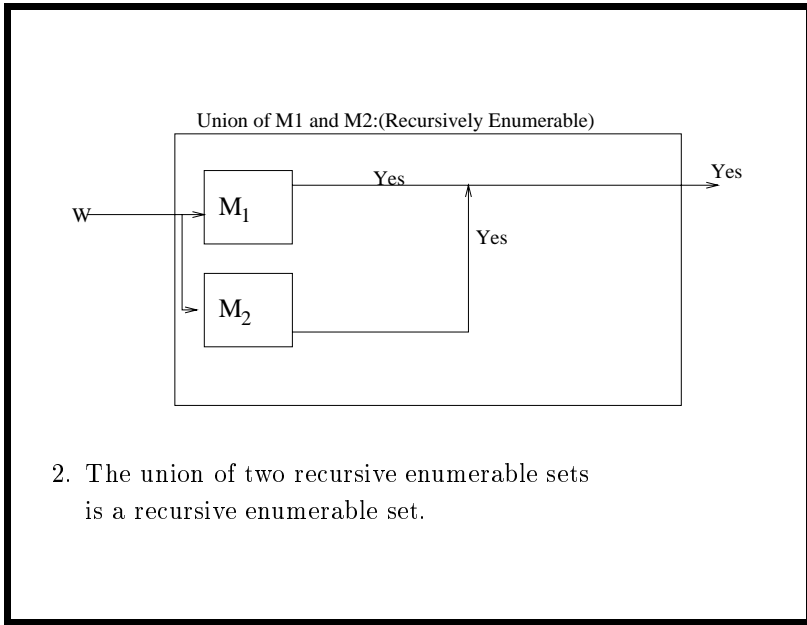 Union of M1 and M2:(Recursively Enumerable)
Yes
Yes
W
M1
Yes
M2
2. The union of two recursive enumerable sets
is a recursive enumerable set.